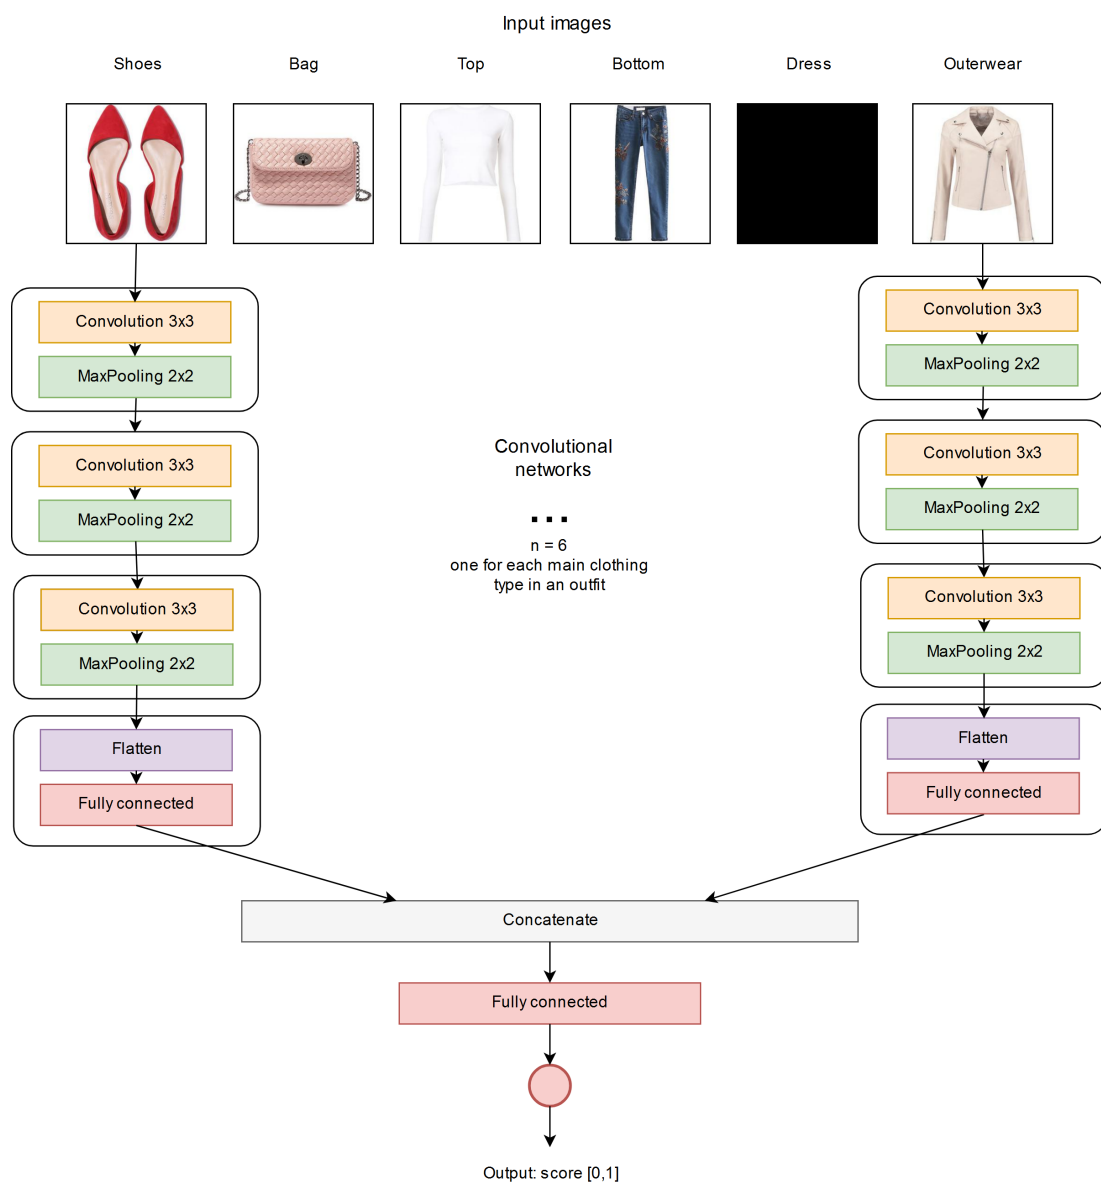 Input images
Shoes
Bag
Top
Bottom
Dress
Outerwear
Convolution 3x3
MaxPooling 2x2
Convolution 3x3
MaxPooling 2x2
Convolution 3x3
MaxPooling 2x2
Flatten
Fully connected
Convolutional
networks
...
n = 6
one for each main clothing
type in an outfit
Convolution 3x3
MaxPooling 2x2
Convolution 3x3
MaxPooling 2x2
Convolution 3x3
MaxPooling 2x2
Flatten
Fully connected
Concatenate
Fully connected
Output: score [0,1]